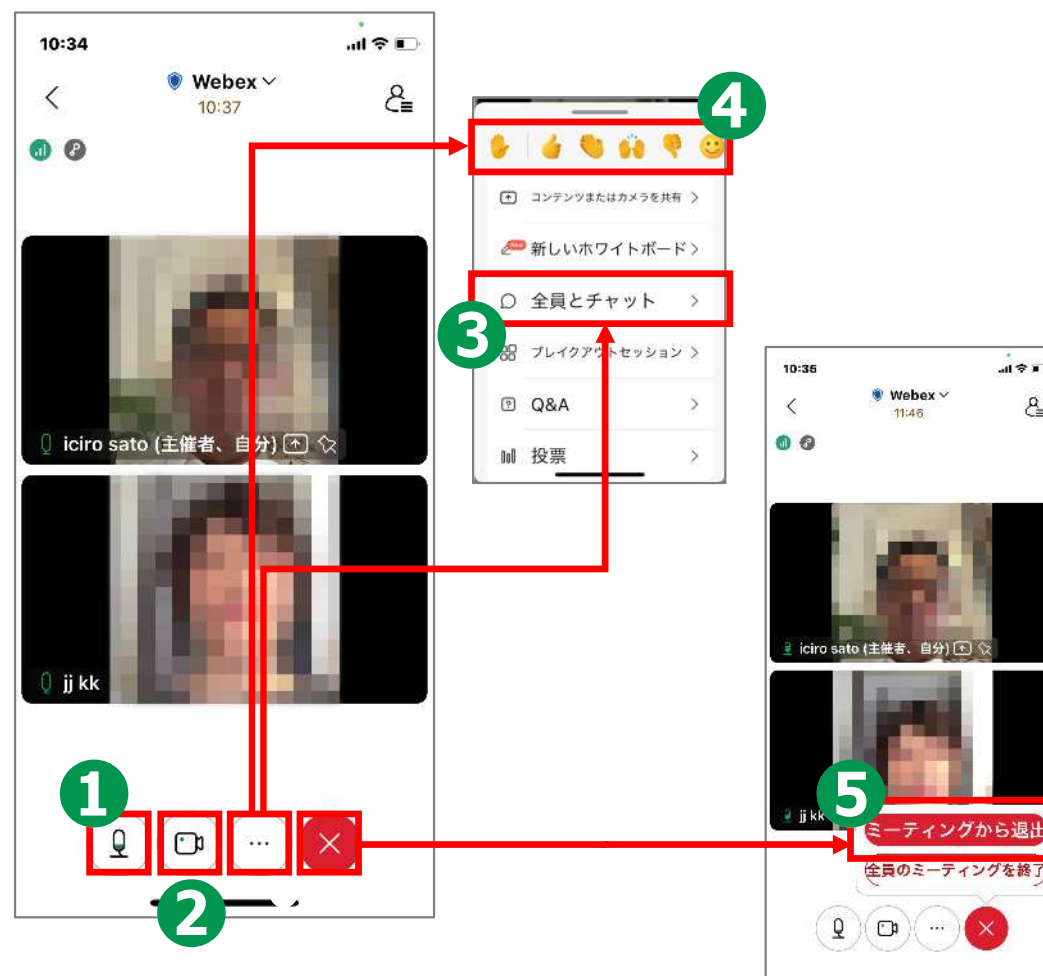 10:34
Webex
10:37
iciro sato (主催者、自分)
jj kk
1
2
4
コンテンツまたはカメラを共有
新しいホワイトボード
3
全員とチャット
ブレイクアウトセッション
Q&A
投票
10:36
Webex
11:46
iciro sato (主催者、自分)
jj kk
5
ミーティングから退出
全員のミーティングを終了